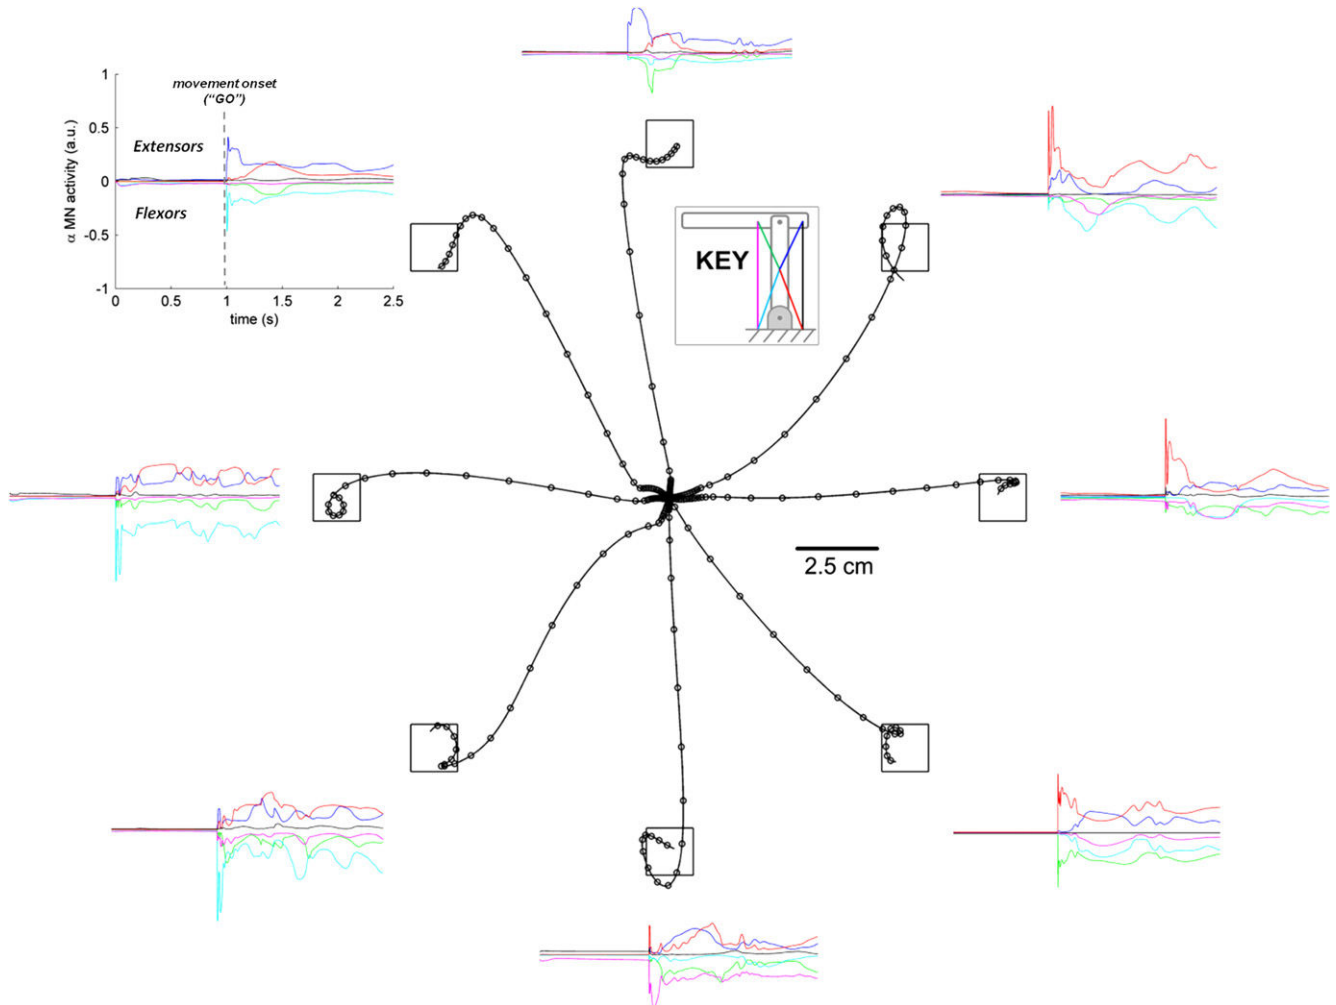 movement onset
("GO")
1
0.5
0
-0.5
-1
α MN activity (a.u.)
Extensors
Flexors
0
0.5
1
1.5
2
2.5
time (s)
KEY
2.5 cm